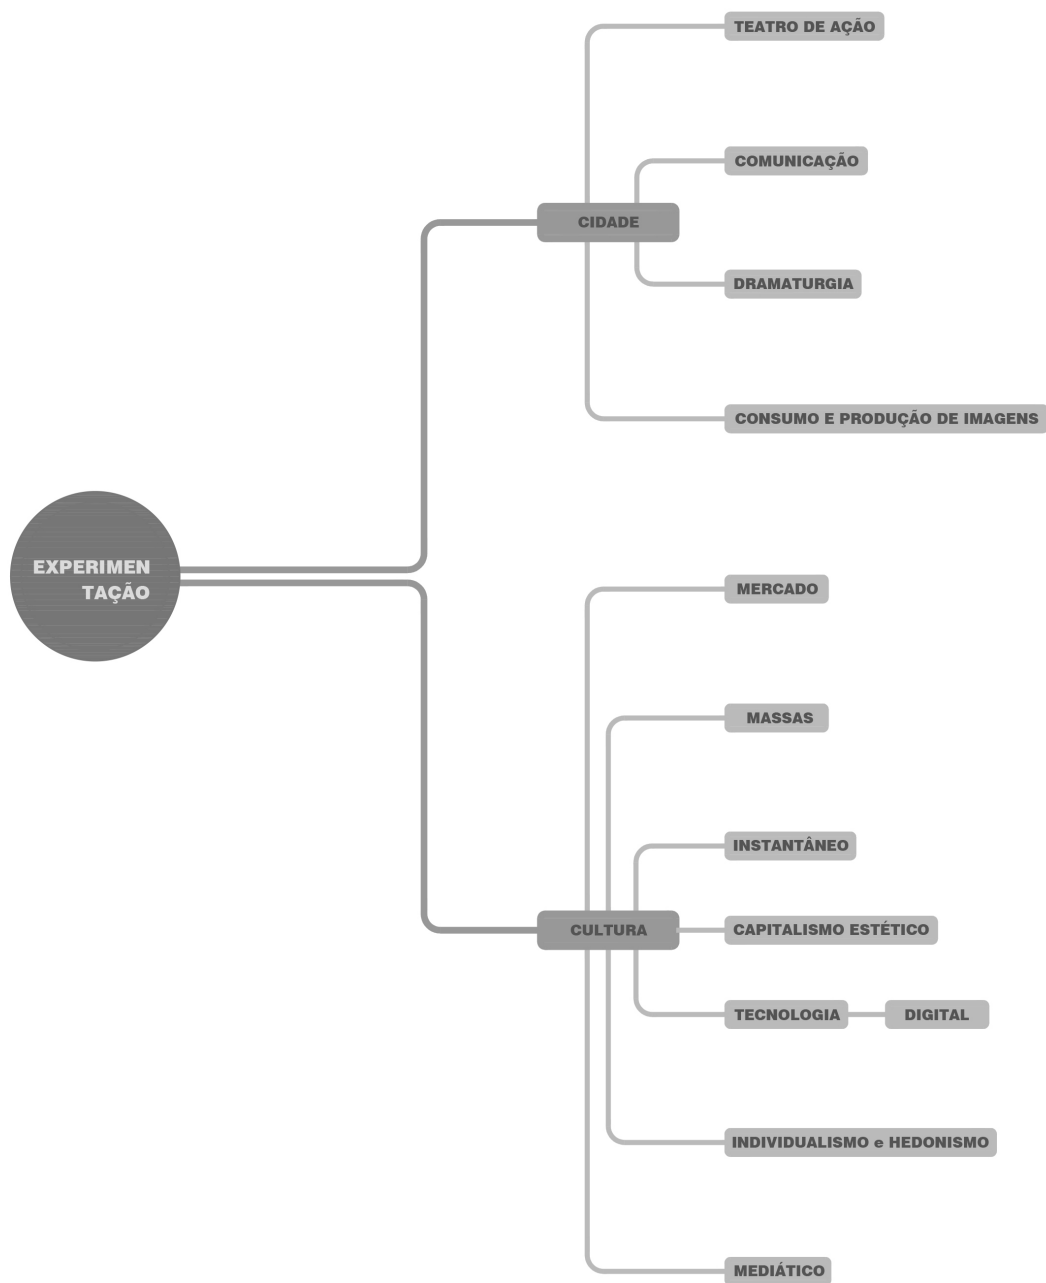 TEATRO DE AÇÃO
COMUNICAÇÃO
CIDADE
DRAMATURGIA
CONSUMO E PRODUÇÃO DE IMAGENS
EXPERIMEN
TAÇÃO
MERCADO
MASSAS
INSTANTÂNEO
CULTURA
CAPITALISMO ESTÉTICO
TECNOLOGIA
DIGITAL
INDIVIDUALISMO e HEDONISMO
MEDIÁTICO